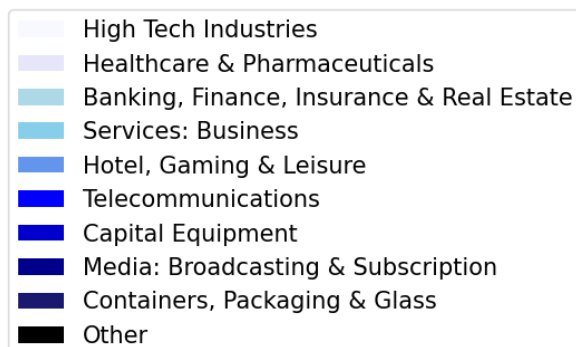 High Tech Industries
Healthcare & Pharmaceuticals
Banking, Finance, Insurance & Real Estate
Services: Business
Hotel, Gaming & Leisure
Telecommunications
Capital Equipment
Media: Broadcasting & Subscription
Containers, Packaging & Glass
Other